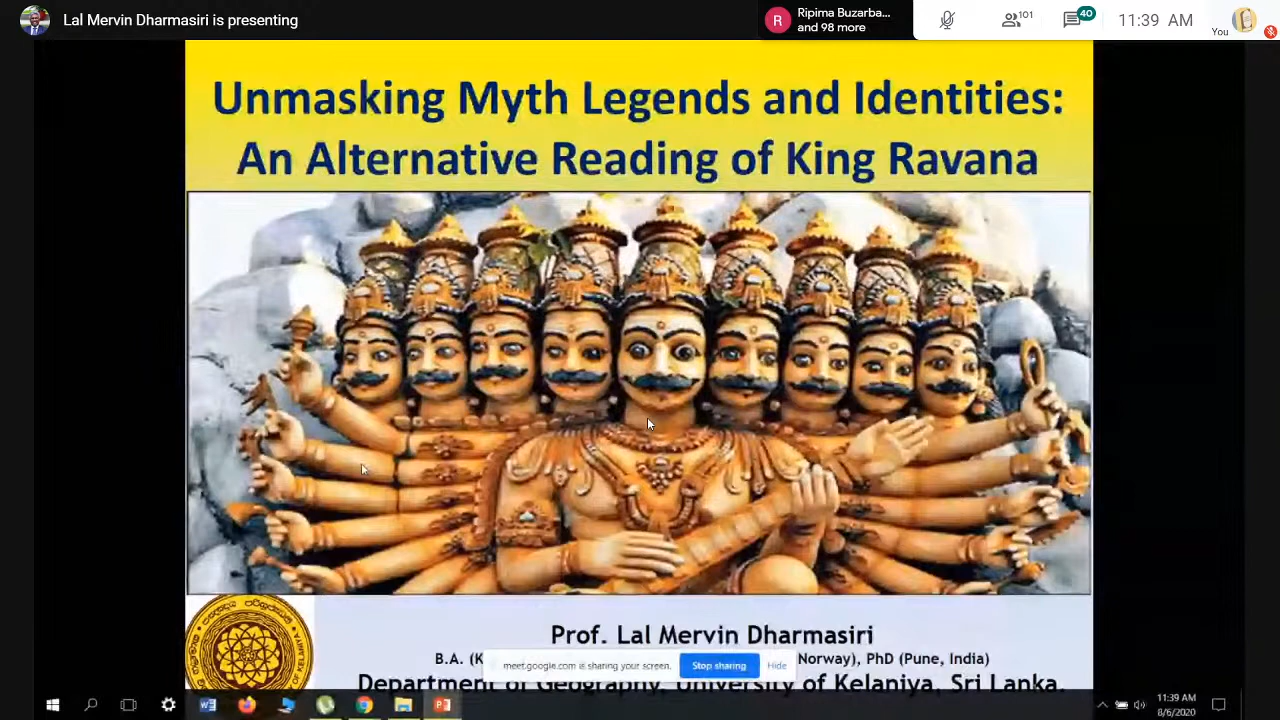 Lal Mervin Dharmasiri is presenting
R
Ripima Buzarba...
and 98 more
101
40
11:39 AM
You
Unmasking Myth Legends and Identities:
An Alternative Reading of King Ravana
Prof. Lal Mervin Dharmasiri
B.A. (K
Norway), PhD (Pune, India)
meet.google.com is sharing your screen.
Stop sharing
Hide
Department of Geography, University of Kelaniya, Sri Lanka.
11:39 AM
8/6/2020